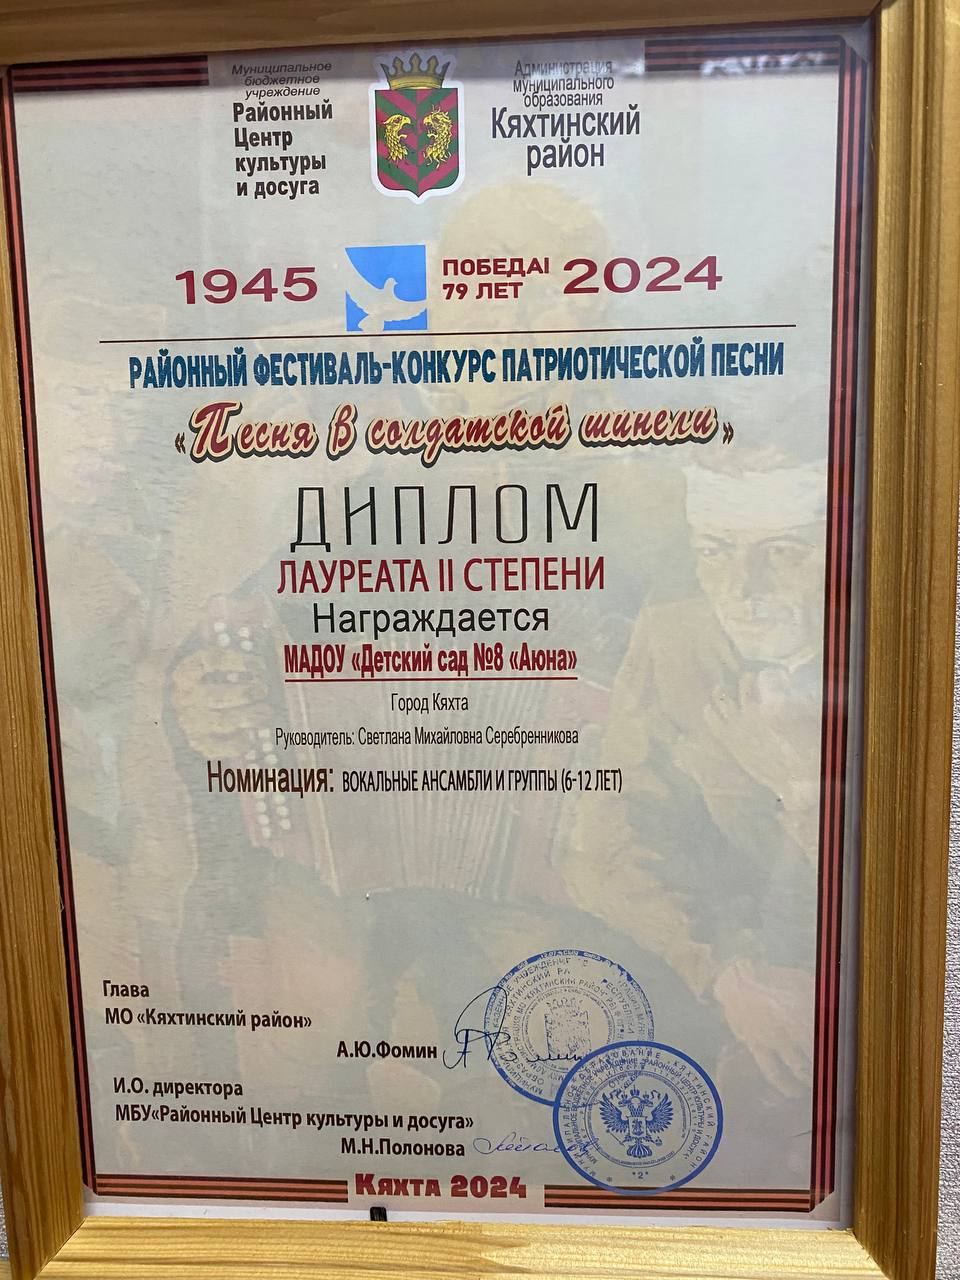 Муниципальное
бюджетное
учреждение
Районный
Центр
культуры
и досуга
Администрация
муниципального
образования
Кяхтинский
район
1945
ПОБЕДА!
79 ЛЕТ
2024
РАЙОННЫЙ ФЕСТИВАЛЬ-КОНКУРС ПАТРИОТИЧЕСКОЙ ПЕСНИ
«Песня в солдатской шинели»
ДИПЛОМ
ЛАУРЕАТА II СТЕПЕНИ
Награждается
МАДОУ «Детский сад №8 «Аюна»
Город Кяхта
Руководитель: Светлана Михайловна Серебренникова
Номинация: ВОКАЛЬНЫЕ АНСАМБЛИ И ГРУППЫ (6-12 ЛЕТ)
Глава
МО «Кяхтинский район»
А.Ю.Фомин
И.О. директора
МБУ«Районный Центр культуры и досуга»
М.Н.Полонова
Кяхта 2024